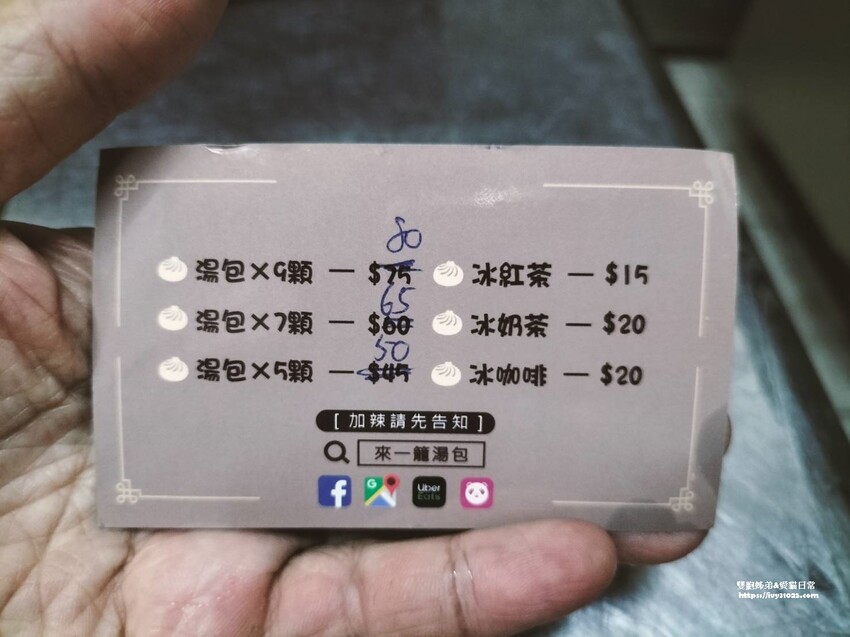 80
湯包×9顆 — $75
冰紅茶 — $15
65
湯包×7顆 — $60
冰奶茶 — $20
50
湯包×5顆 — $45
冰咖啡 — $20
[ 加辣請先告知 ]
來一籠湯包
f
G
Uber Eats
雙胞姊弟&愛貓日常
https://ivy31025.com